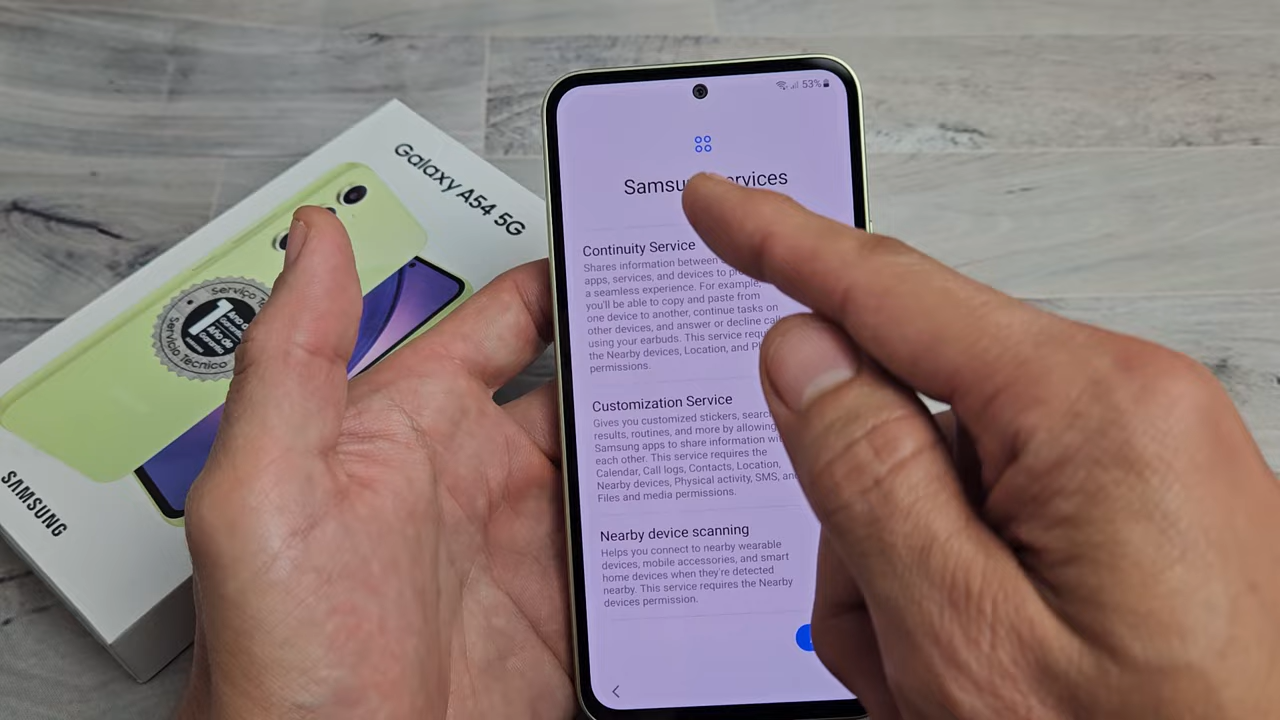 Galaxy A54 5G
SAMSUNG
Serviço
1
Serviço Técnico
53%
Continuity Service
Shares information between
apps, services, and devices to
a seamless experience. For example,
you'll be able to copy and paste from
one device to another, continue tasks on
other devices, and answer or decline
using your earbuds. This service
the Nearby devices, Location, and
permissions.
Customization Service
Gives you customized stickers,
results, routines, and more by allowing
Samsung apps to share information
each other. This service requires the
Calendar, Call logs, Contacts, Location,
Nearby devices, Physical activity, SMS,
Files and media permissions.
Nearby device scanning
Helps you connect to nearby wearable
devices, mobile accessories, and smart
home devices when they're detected
nearby. This service requires the Nearby
devices permission.